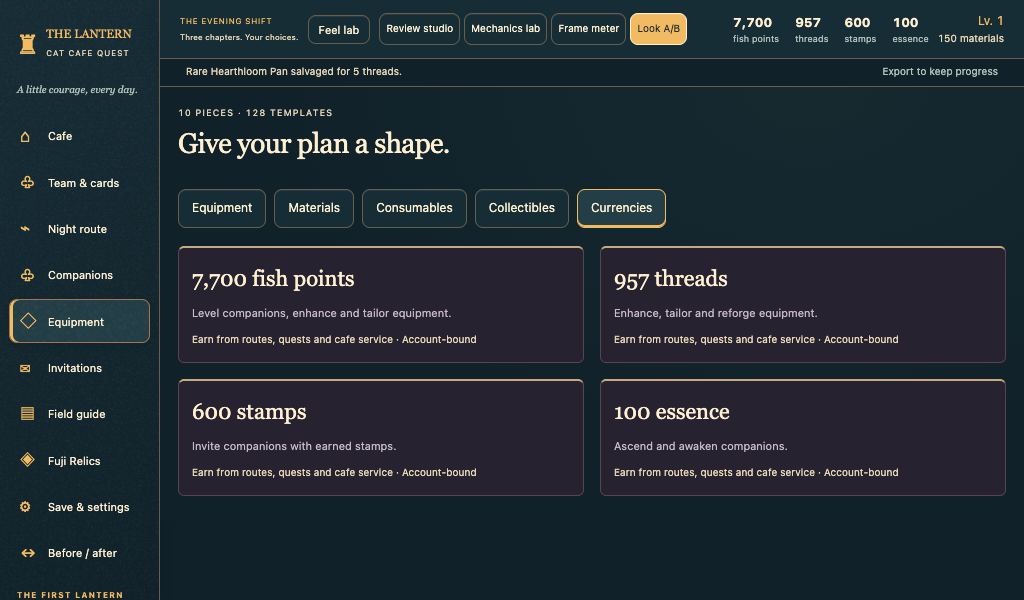 THE LANTERN
CAT CAFE QUEST
A little courage, every day.
Cafe
Team & cards
Night route
Companions
Equipment
Invitations
Field guide
Fuji Relics
Save & settings
Before / after
THE FIRST LANTERN
THE EVENING SHIFT
Three chapters. Your choices.
Feel lab
Review studio
Mechanics lab
Frame meter
Look A/B
7,700
fish points
957
threads
600
stamps
100
essence
Lv. 1
150 materials
Rare Hearthloom Pan salvaged for 5 threads.
Export to keep progress
10 PIECES · 128 TEMPLATES
Give your plan a shape.
Equipment
Materials
Consumables
Collectibles
Currencies
7,700 fish points
Level companions, enhance and tailor equipment.
Earn from routes, quests and cafe service · Account-bound
957 threads
Enhance, tailor and reforge equipment.
Earn from routes, quests and cafe service · Account-bound
600 stamps
Invite companions with earned stamps.
Earn from routes, quests and cafe service · Account-bound
100 essence
Ascend and awaken companions.
Earn from routes, quests and cafe service · Account-bound